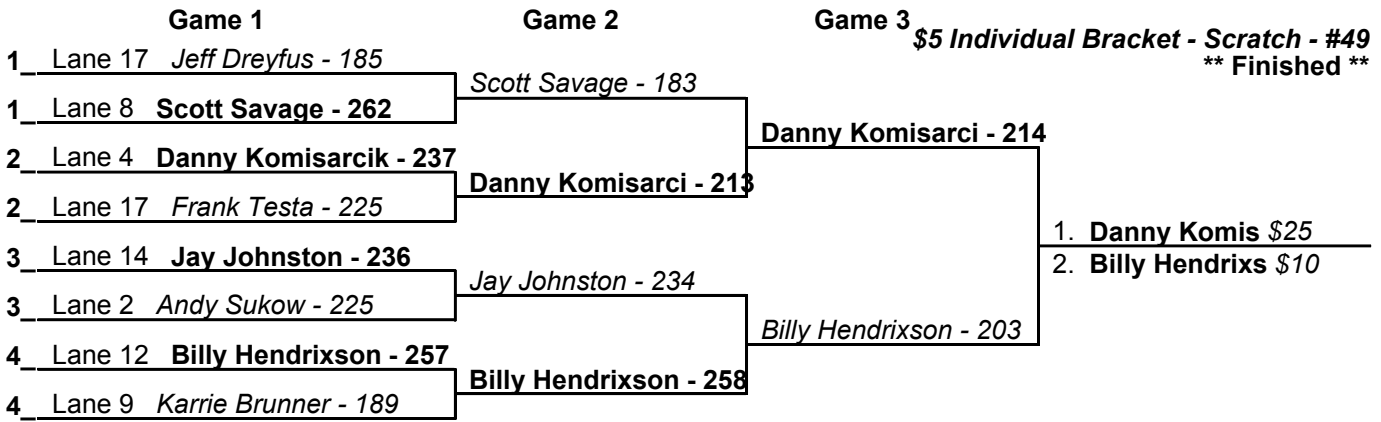 Game 1 Game 2 Game 3
$5 Individual Bracket - Scratch - #49
** Finished **
1_ Lane 17 Jeff Dreyfus - 185
Scott Savage - 183
1_ Lane 8 Scott Savage - 262
Danny Komisarci - 214
2_ Lane 4 Danny Komisarcik - 237
Danny Komisarci - 213
2_ Lane 17 Frank Testa - 225
1. Danny Komis $25
3_ Lane 14 Jay Johnston - 236
2. Billy Hendrixs $10
Jay Johnston - 234
3_ Lane 2 Andy Sukow - 225
Billy Hendrixson - 203
4_ Lane 12 Billy Hendrixson - 257
Billy Hendrixson - 258
4_ Lane 9 Karrie Brunner - 189